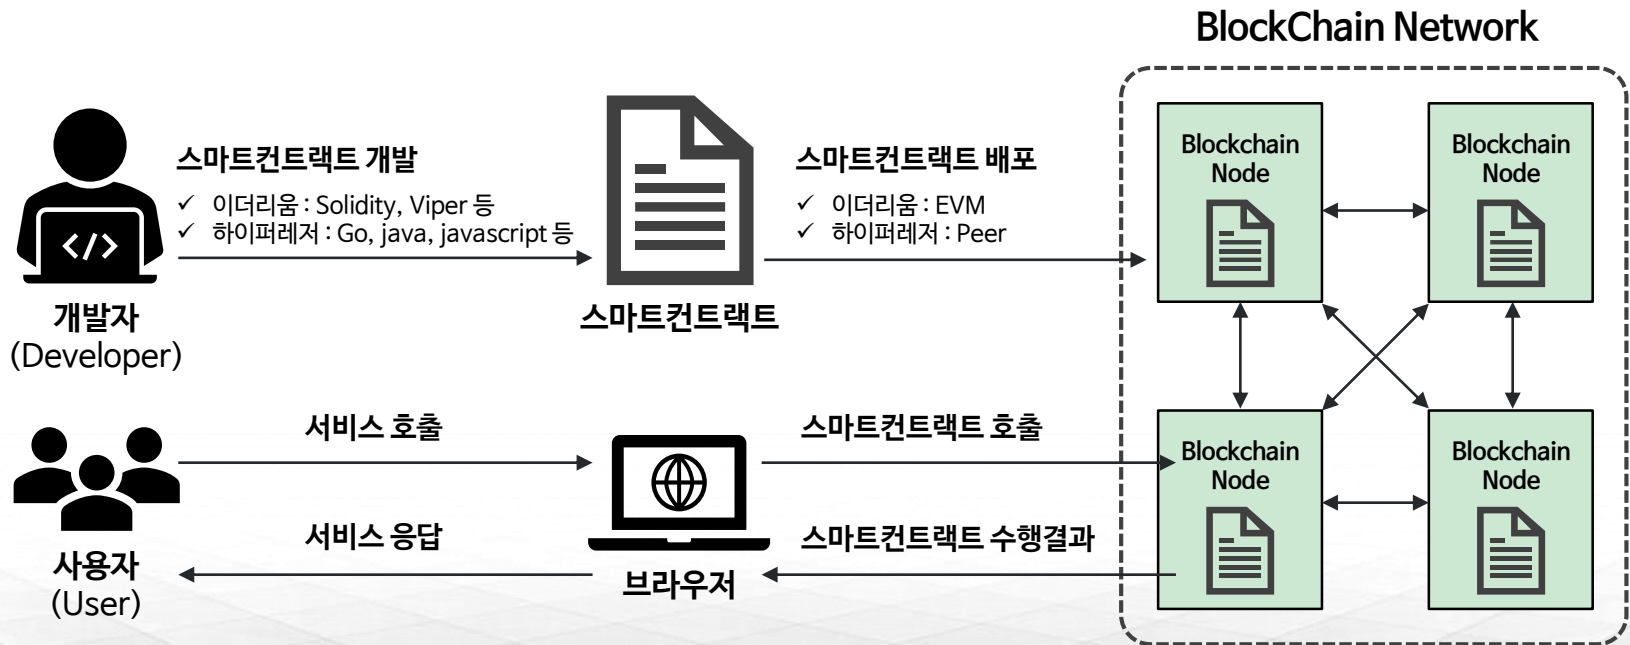 BlockChain Network
스마트컨트랙트 개발
✓ 이더리움 : Solidity, Viper 등
✓ 하이퍼레저 : Go, java, javascript 등
</>
개발자
(Developer)
스마트컨트랙트
스마트컨트랙트 배포
✓ 이더리움 : EVM
✓ 하이퍼레저 : Peer
Blockchain
Node
Blockchain
Node
서비스 호출
서비스 응답
사용자
(User)
브라우저
스마트컨트랙트 호출
스마트컨트랙트 수행결과
Blockchain
Node
Blockchain
Node